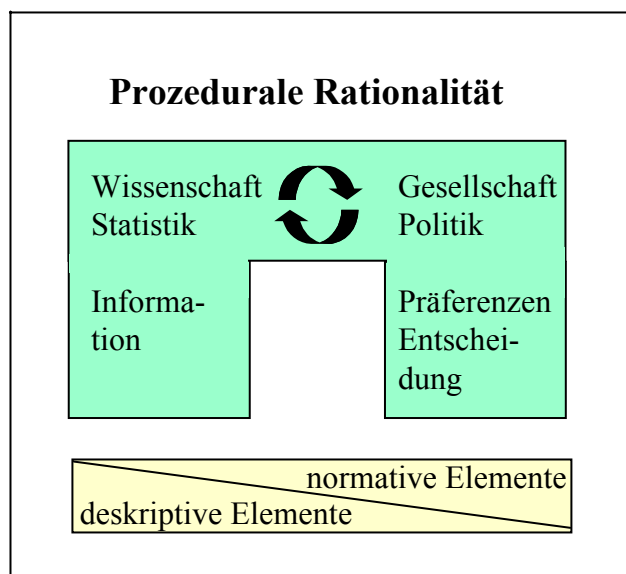 Prozedurale Rationalität
Wissenschaft
Statistik
Gesellschaft
Politik
Informa-
tion
Präferenzen
Entschei-
dung
normative Elemente
deskriptive Elemente